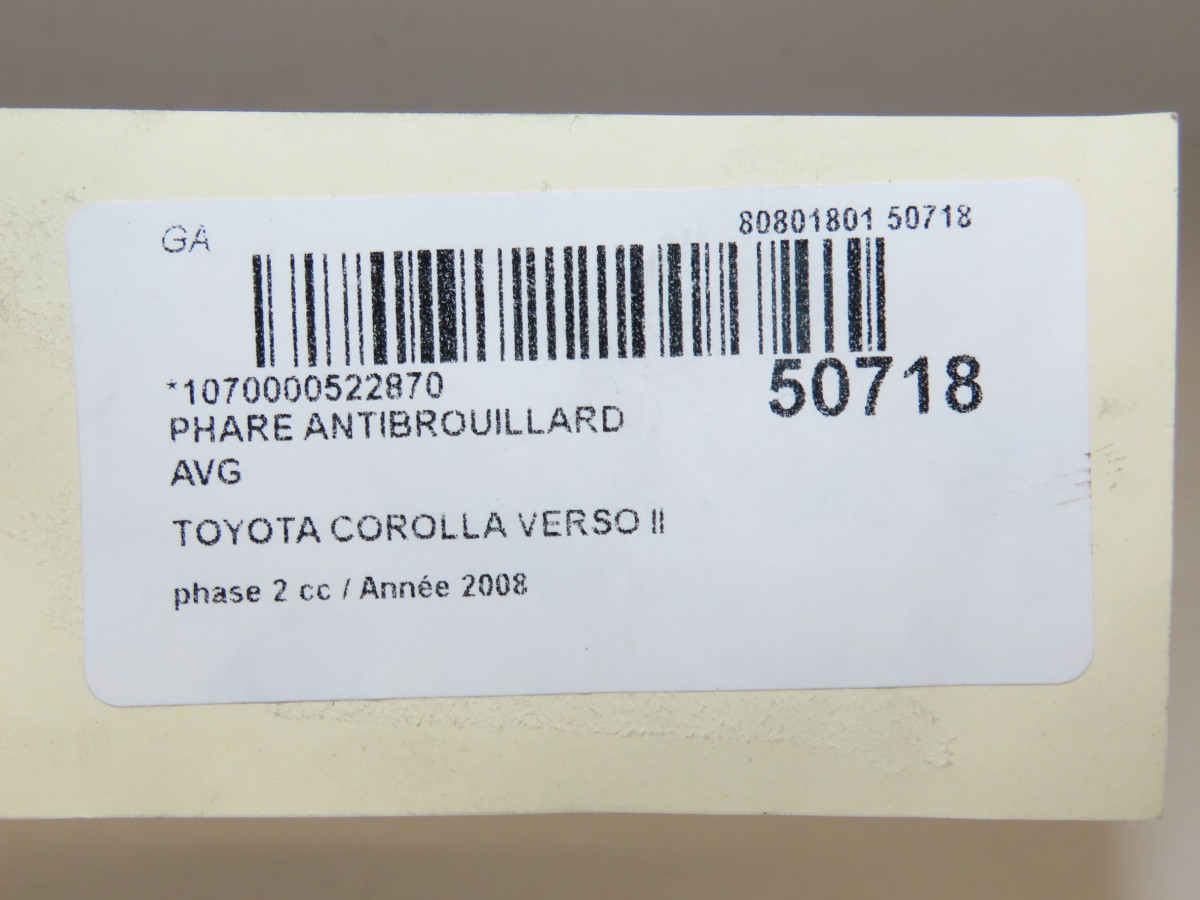 GA
80801801 50718
*1070000522870
50718
PHARE ANTIBROUILLARD
AVG
TOYOTA COROLLA VERSO II
phase 2 cc / Année 2008